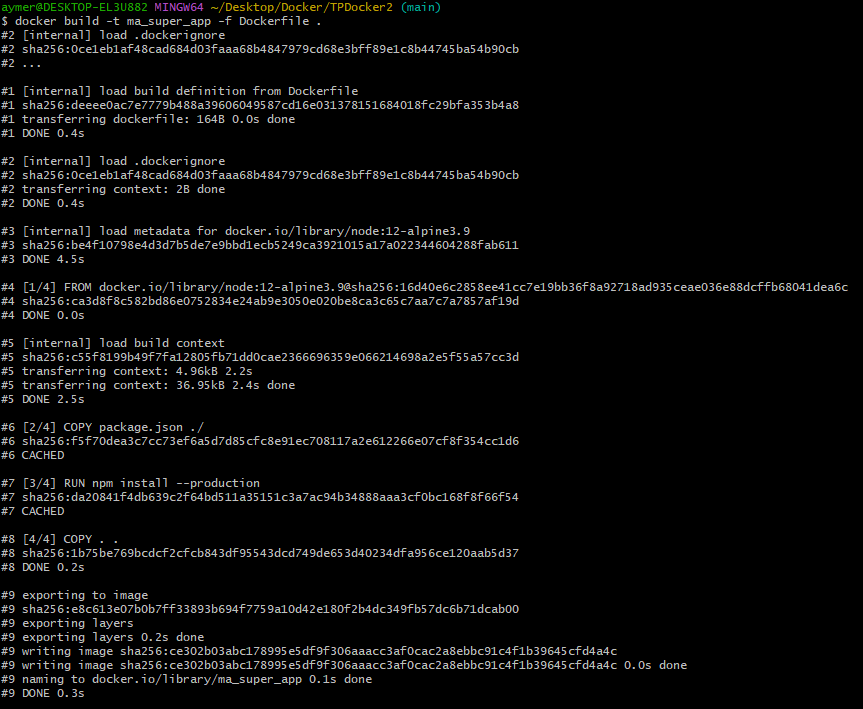 aymer@DESKTOP-EL3U882 MINGW64 ~/Desktop/Docker/TPDocker2 (main)
$ docker build -t ma_super_app -f Dockerfile .
#2 [internal] load .dockerignore
#2 sha256:0ce1eb1af48cad684d03faaa68b4847979cd68e3bff89e1c8b44745ba54b90cb
#2 ...

#1 [internal] load build definition from Dockerfile
#1 sha256:deeee0ac7e7779b488a39606049587cd16e031378151684018fc29bfa353b4a8
#1 transferring dockerfile: 164B 0.0s done
#1 DONE 0.4s

#2 [internal] load .dockerignore
#2 sha256:0ce1eb1af48cad684d03faaa68b4847979cd68e3bff89e1c8b44745ba54b90cb
#2 transferring context: 2B done
#2 DONE 0.4s

#3 [internal] load metadata for docker.io/library/node:12-alpine3.9
#3 sha256:be4f10798e4d3d7b5de7e9bbd1ecb5249ca3921015a17a022344604288fab611
#3 DONE 4.5s

#4 [1/4] FROM docker.io/library/node:12-alpine3.9@sha256:16d40e6c2858ee41cc7e19bb36f8a92718ad935ceae036e88dcffb68041dea6c
#4 sha256:ca3d8f8c582bd86e0752834e24ab9e3050e020be8ca3c65c7aa7c7a7857af19d
#4 DONE 0.0s

#5 [internal] load build context
#5 sha256:c55f8199b49f7fa12805fb71dd0cae2366696359e066214698a2e5f55a57cc3d
#5 transferring context: 4.96kB 2.2s
#5 transferring context: 36.95kB 2.4s done
#5 DONE 2.5s

#6 [2/4] COPY package.json ./
#6 sha256:f5f70dea3c7cc73ef6a5d7d85cfc8e91ec708117a2e612266e07cf8f354cc1d6
#6 CACHED

#7 [3/4] RUN npm install --production
#7 sha256:da20841f4db639c2f64bd511a35151c3a7ac94b34888aaa3cf0bc168f8f66f54
#7 CACHED

#8 [4/4] COPY . .
#8 sha256:1b75be769bcdcf2cfcb843df95543dcd749de653d40234dfa956ce120aab5d37
#8 DONE 0.2s

#9 exporting to image
#9 sha256:e8c613e07b0b7ff33893b694f7759a10d42e180f2b4dc349fb57dc6b71dcab00
#9 exporting layers
#9 exporting layers 0.2s done
#9 writing image sha256:ce302b03abc178995e5df9f306aaacc3af0cac2a8ebbc91c4f1b39645cfd4a4c
#9 writing image sha256:ce302b03abc178995e5df9f306aaacc3af0cac2a8ebbc91c4f1b39645cfd4a4c 0.0s done
#9 naming to docker.io/library/ma_super_app 0.1s done
#9 DONE 0.3s